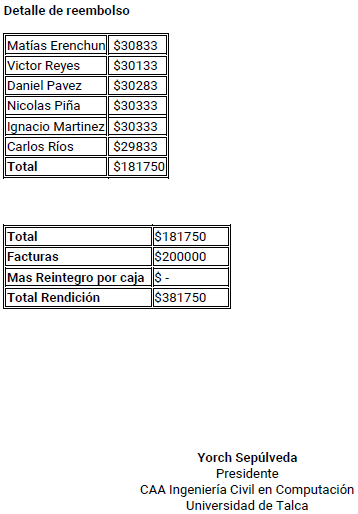 Detalle de reembolso
Matías Erenchun $30833
Victor Reyes $30133
Daniel Pavez $30283
Nicolas Piña $30333
Ignacio Martinez $30333
Carlos Ríos $29833
Total $181750
Total $181750
Facturas $200000
Mas Reintegro por caja $ -
Total Rendición $381750
Yorch Sepúlveda
Presidente
CAA Ingeniería Civil en Computación
Universidad de Talca